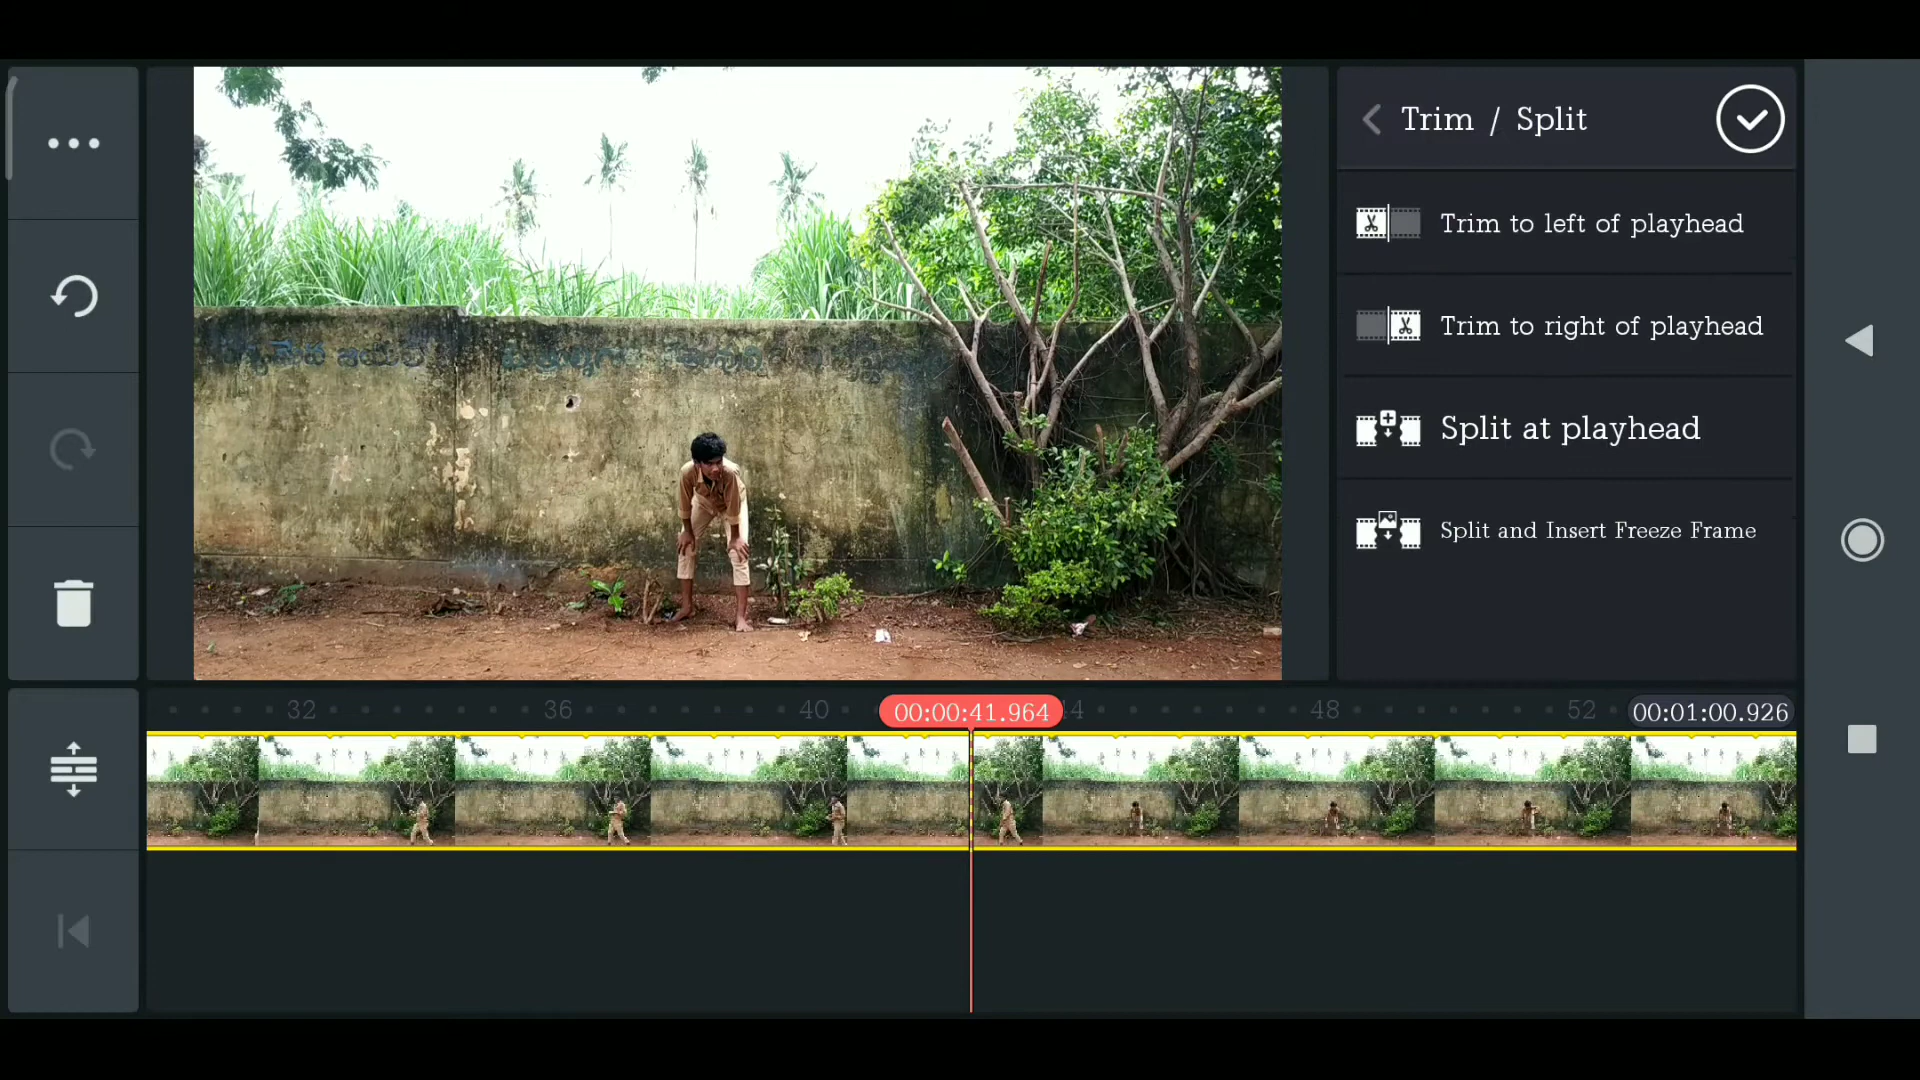 Trim / Split
Trim to left of playhead
Trim to right of playhead
Split at playhead
Split and Insert Freeze Frame
32 36 40 00:00:41.964 48 52 00:01:00.926